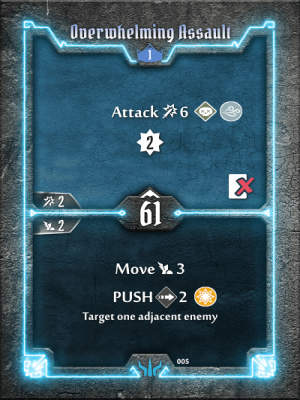 Overwhelming Assault
1
Attack 6
2
2
61
2
Move 3
PUSH 2
Target one adjacent enemy
005